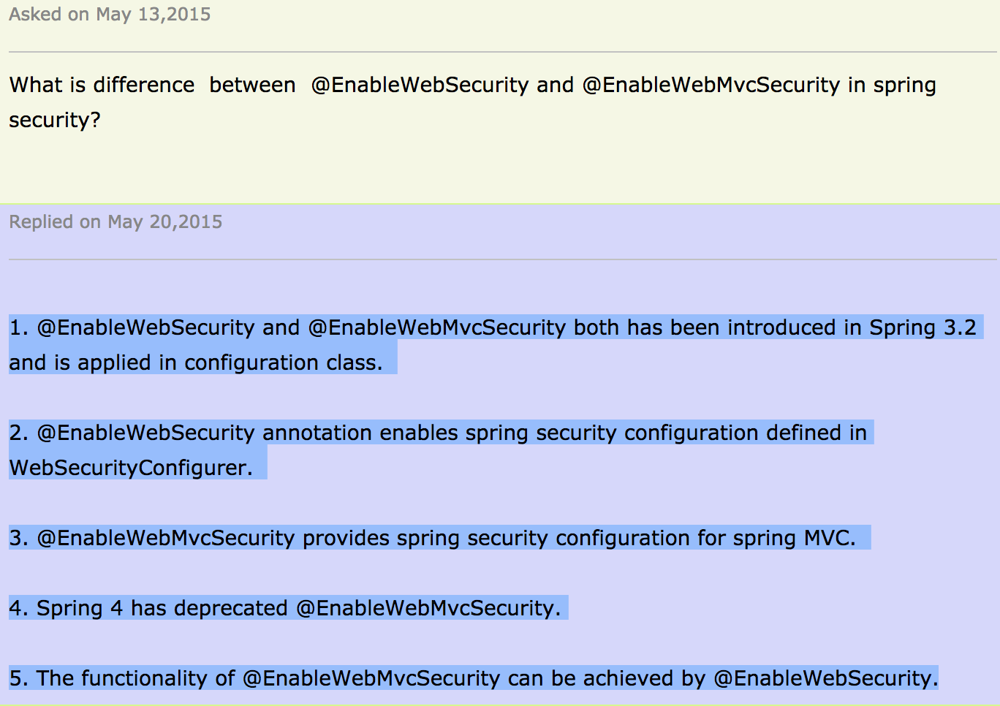 Asked on May 13,2015
What is difference  between  @EnableWebSecurity and @EnableWebMvcSecurity in spring
security?
Replied on May 20,2015
1. @EnableWebSecurity and @EnableWebMvcSecurity both has been introduced in Spring 3.2
and is applied in configuration class.
2. @EnableWebSecurity annotation enables spring security configuration defined in
WebSecurityConfigurer.
3. @EnableWebMvcSecurity provides spring security configuration for spring MVC.
4. Spring 4 has deprecated @EnableWebMvcSecurity.
5. The functionality of @EnableWebMvcSecurity can be achieved by @EnableWebSecurity.